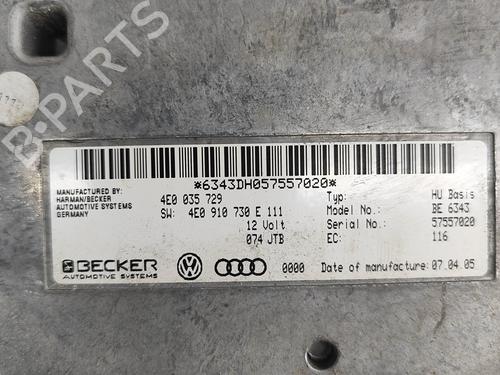 B-PARTS
*6343DH057557020*
MANUFACTURED BY: 4E0 035 729 Typ: HU Basis
HARMAN/BECKER SW: 4E0 910 730 E 111 Model No.: BE 6343
AUTOMOTIVE SYSTEMS 12 Volt Serial No.: 57557020
GERMANY 074 JTB EC: 116
BECKER 0000 Date of manufacture: 07.04.05
AUTOMOTIVE SYSTEMS